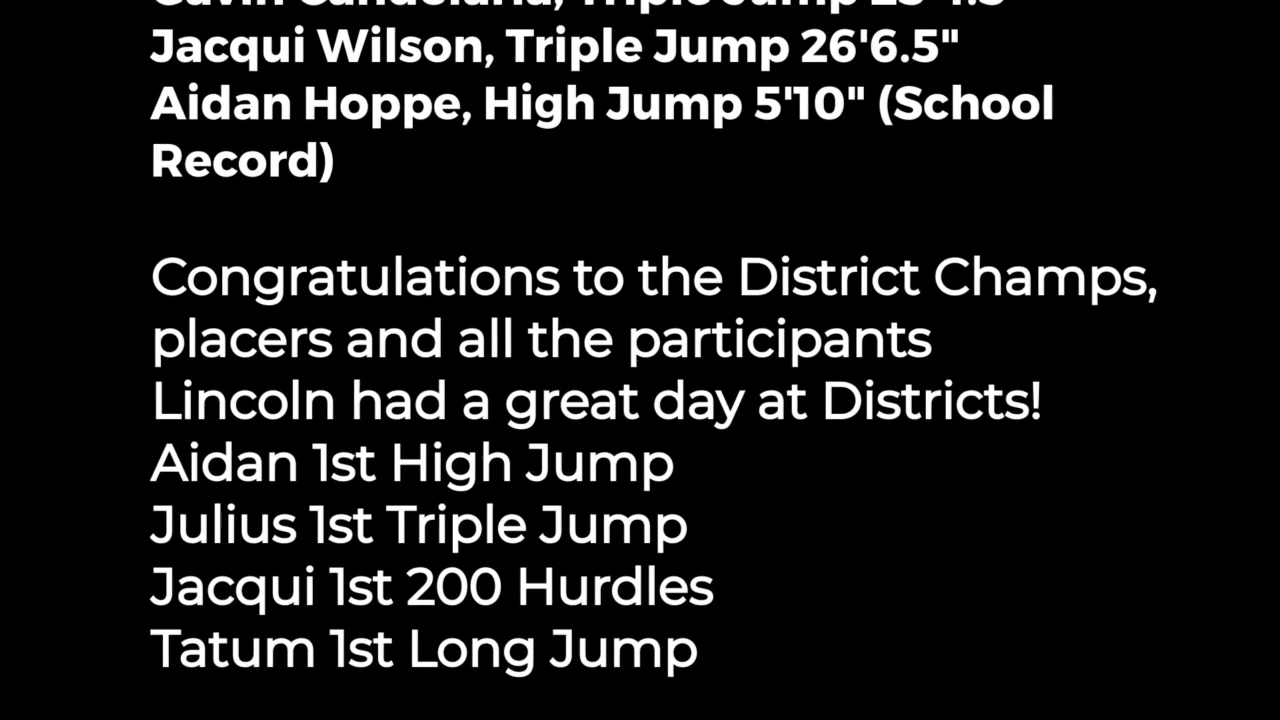 Jacqui Wilson, Triple Jump 26'6.5"
Aidan Hoppe, High Jump 5'10" (School
Record)
Congratulations to the District Champs,
placers and all the participants
Lincoln had a great day at Districts!
Aidan 1st High Jump
Julius 1st Triple Jump
Jacqui 1st 200 Hurdles
Tatum 1st Long Jump